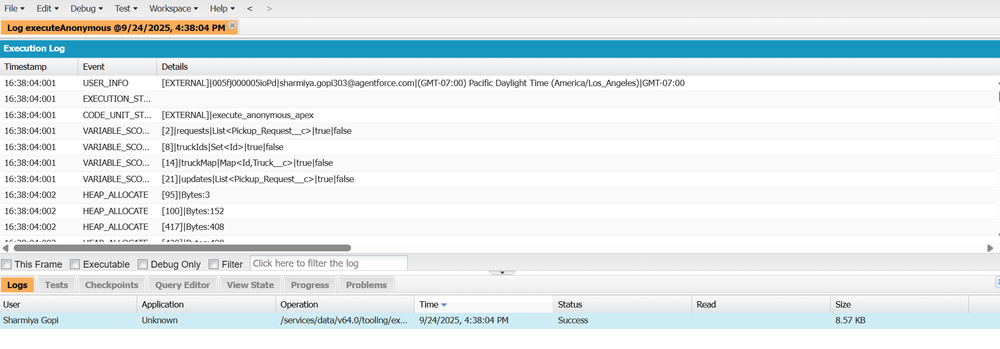 File Edit Debug Test Workspace Help < >
Log executeAnonymous @9/24/2025, 4:38:04 PM
Execution Log
Timestamp Event Details
16:38:04:001 USER_INFO [EXTERNAL]|005fj000005ioPd|sharmiya.gopi303@agentforce.com|(GMT-07:00) Pacific Daylight Time (America/Los_Angeles)|GMT-07:00
16:38:04:001 EXECUTION_ST...
16:38:04:001 CODE_UNIT_ST... [EXTERNAL]|execute_anonymous_apex
16:38:04:001 VARIABLE_SCO... [2]|requests|List<Pickup_Request__c>|true|false
16:38:04:001 VARIABLE_SCO... [8]|truckIds|Set<Id>|true|false
16:38:04:001 VARIABLE_SCO... [14]|truckMap|Map<Id,Truck__c>|true|false
16:38:04:001 VARIABLE_SCO... [21]|updates|List<Pickup_Request__c>|true|false
16:38:04:002 HEAP_ALLOCATE [95]|Bytes:3
16:38:04:002 HEAP_ALLOCATE [100]|Bytes:152
16:38:04:002 HEAP_ALLOCATE [417]|Bytes:408
This Frame Executable Debug Only Filter Click here to filter the log
Logs Tests Checkpoints Query Editor View State Progress Problems
User Application Operation Time Status Read Size
Sharmiya Gopi Unknown /services/data/v64.0/tooling/ex... 9/24/2025, 4:38:04 PM Success 8.57 KB